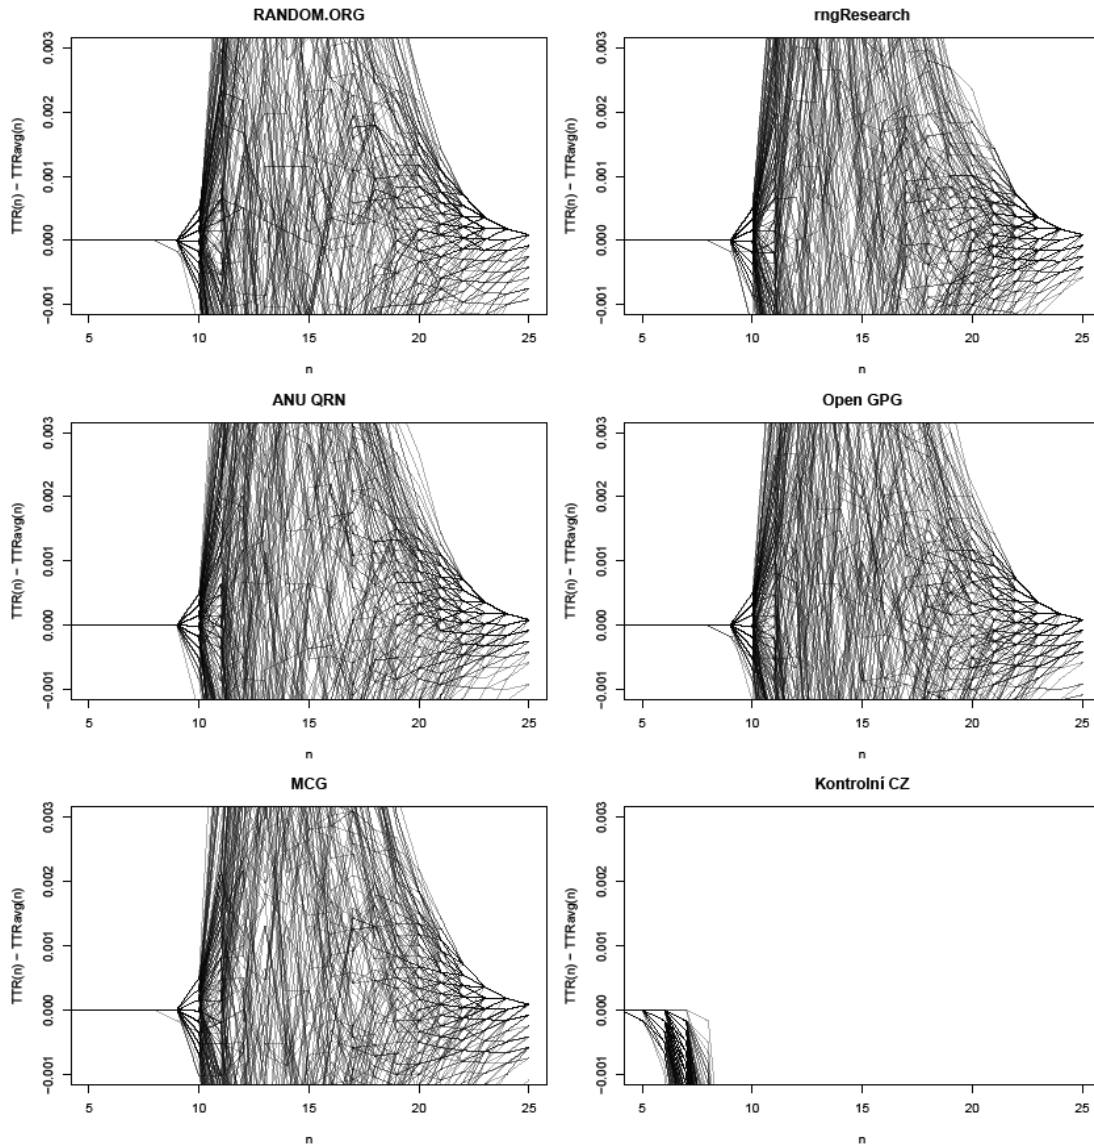 RANDOM.ORG
TTR(n) − TTRavg(n)
0.003
0.002
0.001
0.000
−0.001
5 10 15 20 25
n
rngResearch
TTR(n) − TTRavg(n)
0.003
0.002
0.001
0.000
−0.001
5 10 15 20 25
n
ANU QRN
TTR(n) − TTRavg(n)
0.003
0.002
0.001
0.000
−0.001
5 10 15 20 25
n
Open GPG
TTR(n) − TTRavg(n)
0.003
0.002
0.001
0.000
−0.001
5 10 15 20 25
n
MCG
TTR(n) − TTRavg(n)
0.003
0.002
0.001
0.000
−0.001
5 10 15 20 25
n
Kontrolní CZ
TTR(n) − TTRavg(n)
0.003
0.002
0.001
0.000
−0.001
5 10 15 20 25
n